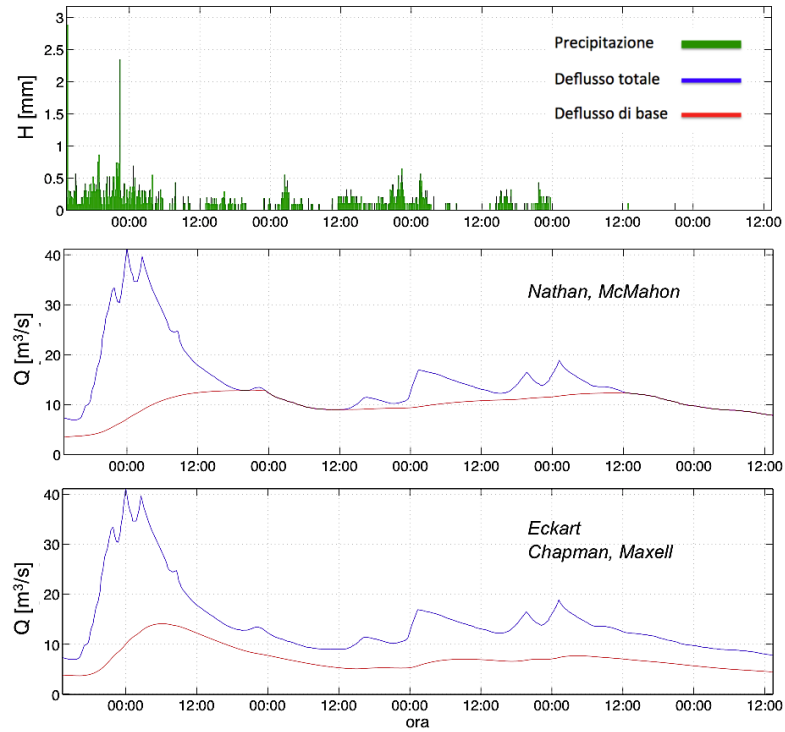 3
2.5
2
1.5
1
0.5
0
H [mm]
Precipitazione
Deflusso totale
Deflusso di base
00:00 12:00 00:00 12:00 00:00 12:00 00:00 12:00 00:00 12:00
40
30
20
10
0
Q [m³/s]
Nathan, McMahon
00:00 12:00 00:00 12:00 00:00 12:00 00:00 12:00 00:00 12:00
40
30
20
10
0
Q [m³/s]
Eckart
Chapman, Maxell
00:00 12:00 00:00 12:00 00:00 12:00 00:00 12:00 00:00 12:00
ora